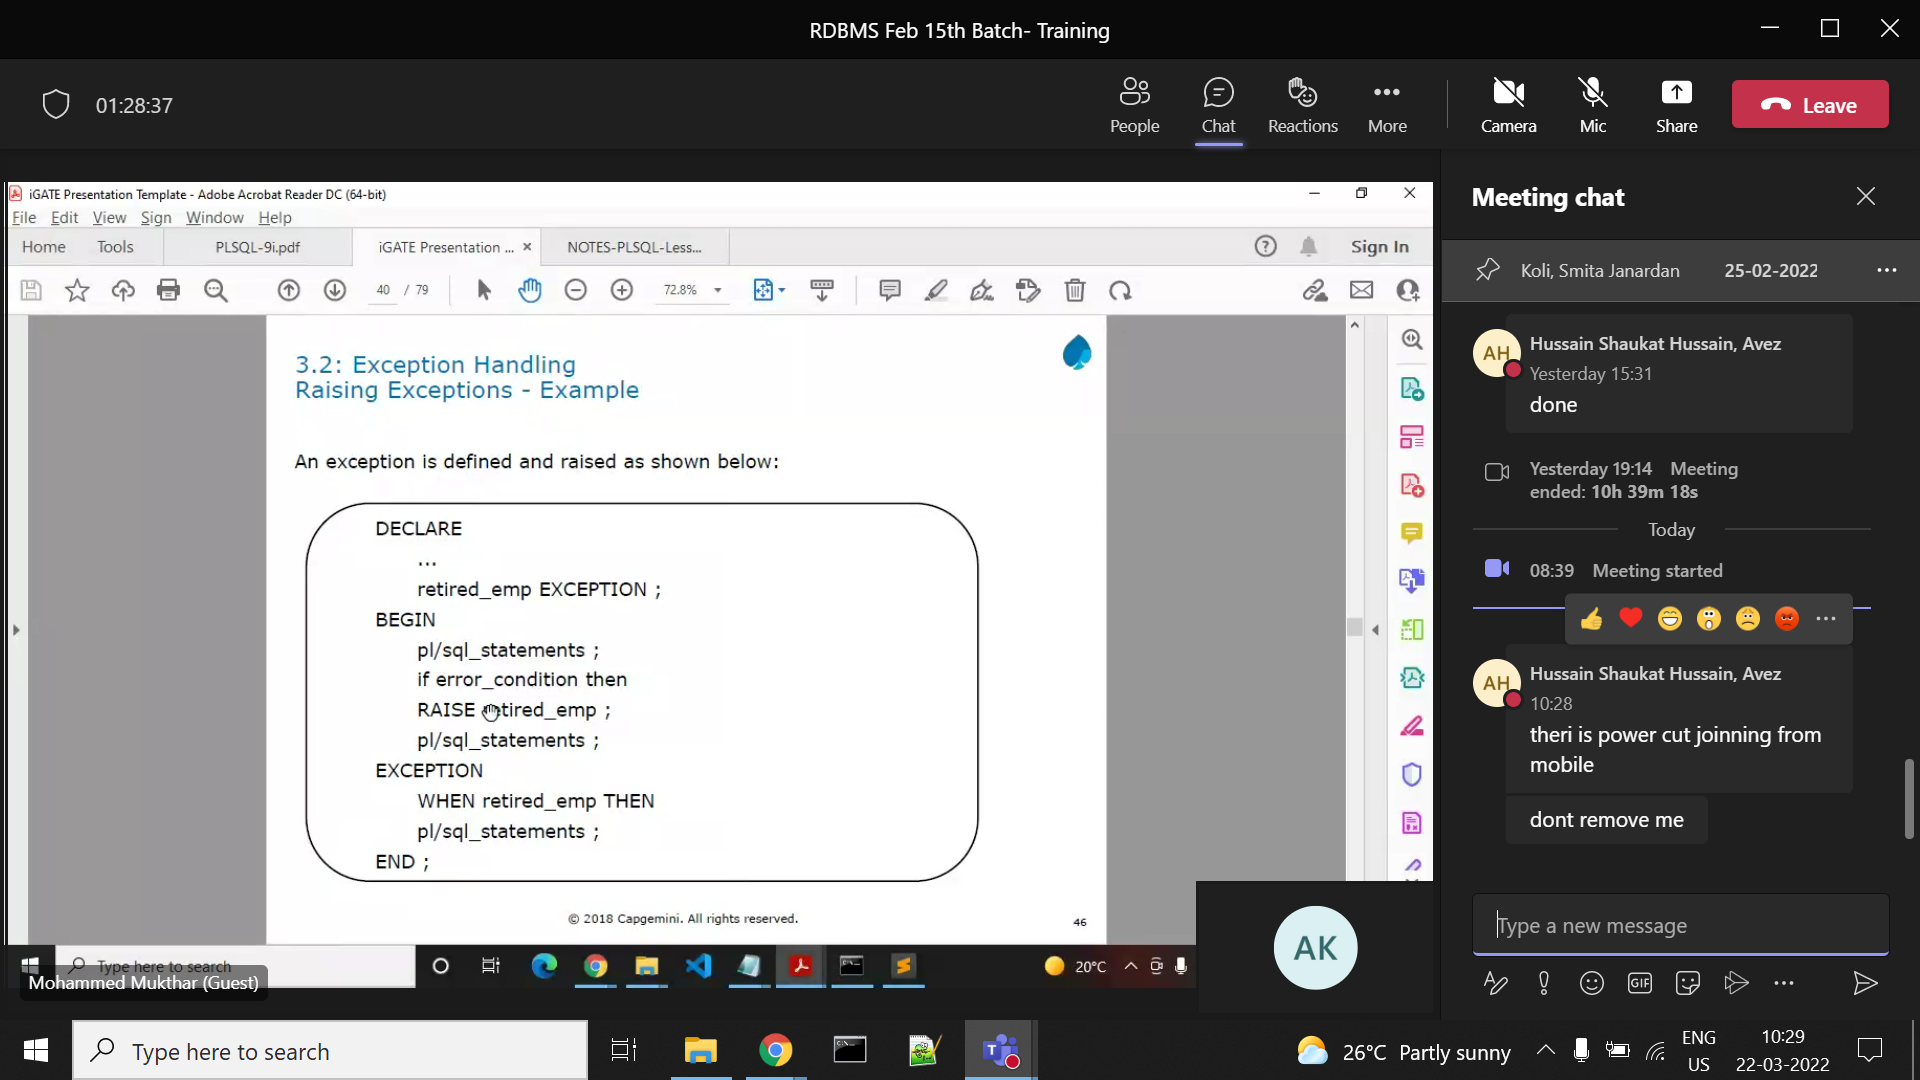 RDBMS Feb 15th Batch- Training
01:28:37
People
Chat
Reactions
More
Camera
Mic
Share
Leave
iGATE Presentation Template - Adobe Acrobat Reader DC (64-bit)
File Edit View Sign Window Help
Home Tools PLSQL-9i.pdf iGATE Presentation ... × NOTES-PLSQL-Less... Sign In
40 / 79 72.8%
3.2: Exception Handling
Raising Exceptions - Example
An exception is defined and raised as shown below:
DECLARE
...
retired_emp EXCEPTION ;
BEGIN
pl/sql_statements ;
if error_condition then
RAISE retired_emp ;
pl/sql_statements ;
EXCEPTION
WHEN retired_emp THEN
pl/sql_statements ;
END ;
© 2018 Capgemini. All rights reserved.
46
Type here to search
20°C
Mohammed Mukthar (Guest)
AK
Meeting chat
Koli, Smita Janardan 25-02-2022
AH
Hussain Shaukat Hussain, Avez
Yesterday 15:31
done
Yesterday 19:14 Meeting
ended: 10h 39m 18s
Today
08:39 Meeting started
AH
Hussain Shaukat Hussain, Avez
10:28
theri is power cut joinning from
mobile
dont remove me
Type a new message
GIF
Type here to search
26°C Partly sunny
ENG
US
10:29
22-03-2022